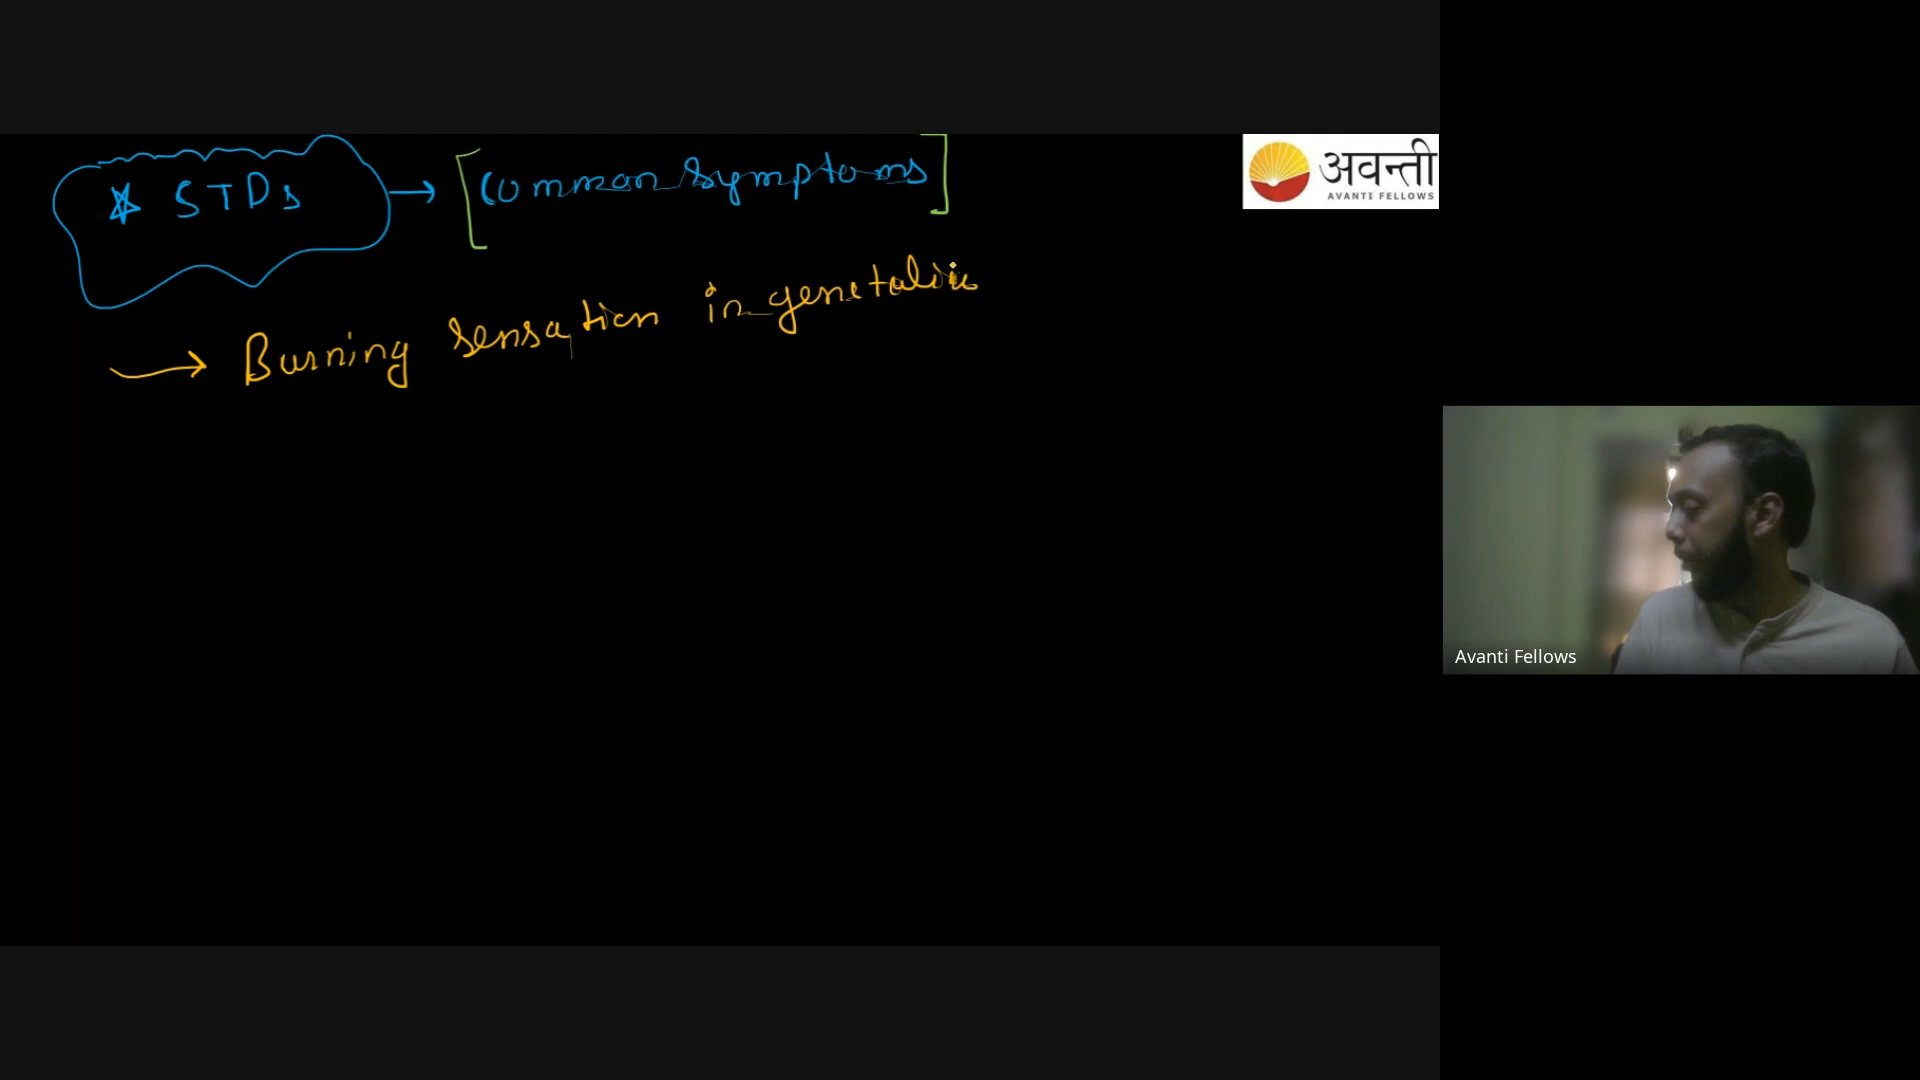 STDs → [Common Symptoms]
→ Burning sensation in genetalia
अवन्ती
AVANTI FELLOWS
Avanti Fellows